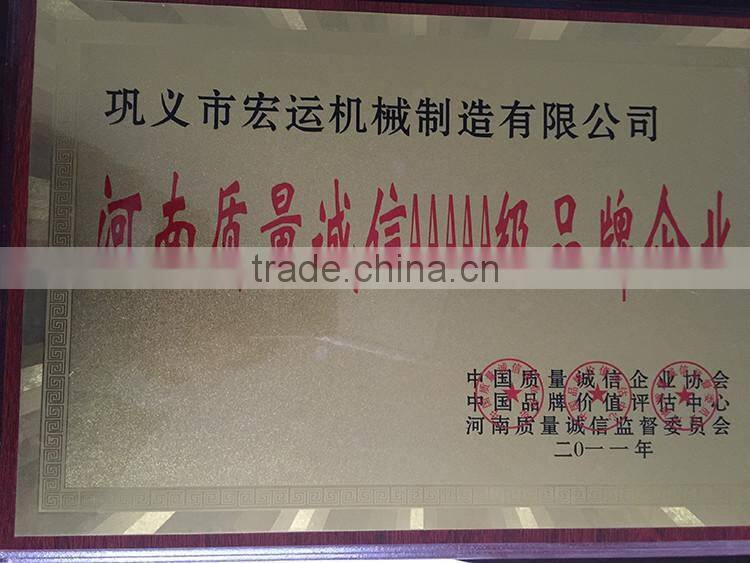 巩义市宏运机械制造有限公司
河南质量诚信AAAAA级品牌企业
trade.china.cn
中国质量诚信企业协会
中国品牌价值评估中心
河南质量诚信监督委员会
二0一一年